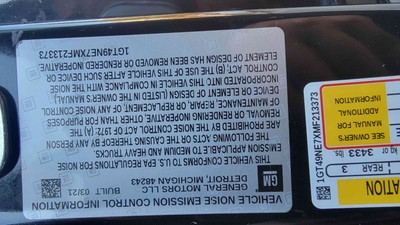 VEHICLE NOISE EMISSION CONTROL INFORMATION
GM
GENERAL MOTORS LLC
DETROIT, MICHIGAN 48243
BUILT 03/21
THIS VEHICLE CONFORMS TO U.S. EPA REGULATIONS FOR NOISE
EMISSION APPLICABLE TO MEDIUM AND HEAVY TRUCKS.
THE FOLLOWING ACTS OR THE CAUSING THEREOF BY ANY PERSON
ARE PROHIBITED BY THE NOISE CONTROL ACT OF 1972: (A) THE
REMOVAL OR RENDERING INOPERATIVE, OTHER THAN FOR PURPOSES
OF MAINTENANCE, REPAIR, OR REPLACEMENT, OF ANY NOISE CONTROL
DEVICE OR ELEMENT OF DESIGN (LISTED IN THE OWNER'S MANUAL)
INCORPORATED INTO THIS VEHICLE IN COMPLIANCE WITH THE NOISE
CONTROL ACT, (B) THE USE OF THIS VEHICLE AFTER SUCH DEVICE OR
ELEMENT OF DESIGN HAS BEEN REMOVED OR RENDERED INOPERATIVE
1GT49NE7XMF213373
ATION
REAR 3
kg or 3433 lbs
SEE OWNER'S
MANUAL FOR
ADDITIONAL
INFORMATION
1GT49NE7XMF213373